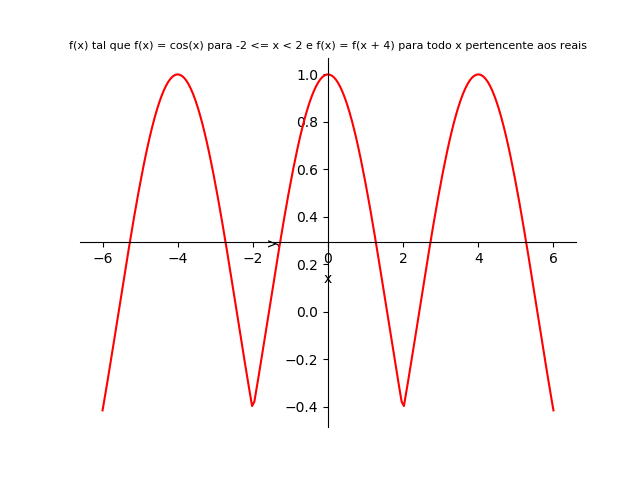 f(x) tal que f(x) = cos(x) para -2 <= x < 2 e f(x) = f(x + 4) para todo x pertencente aos reais
1.0
0.8
0.6
0.4
y
−6 −4 −2 0 2 4 6
0.2
x
0.0
−0.2
−0.4